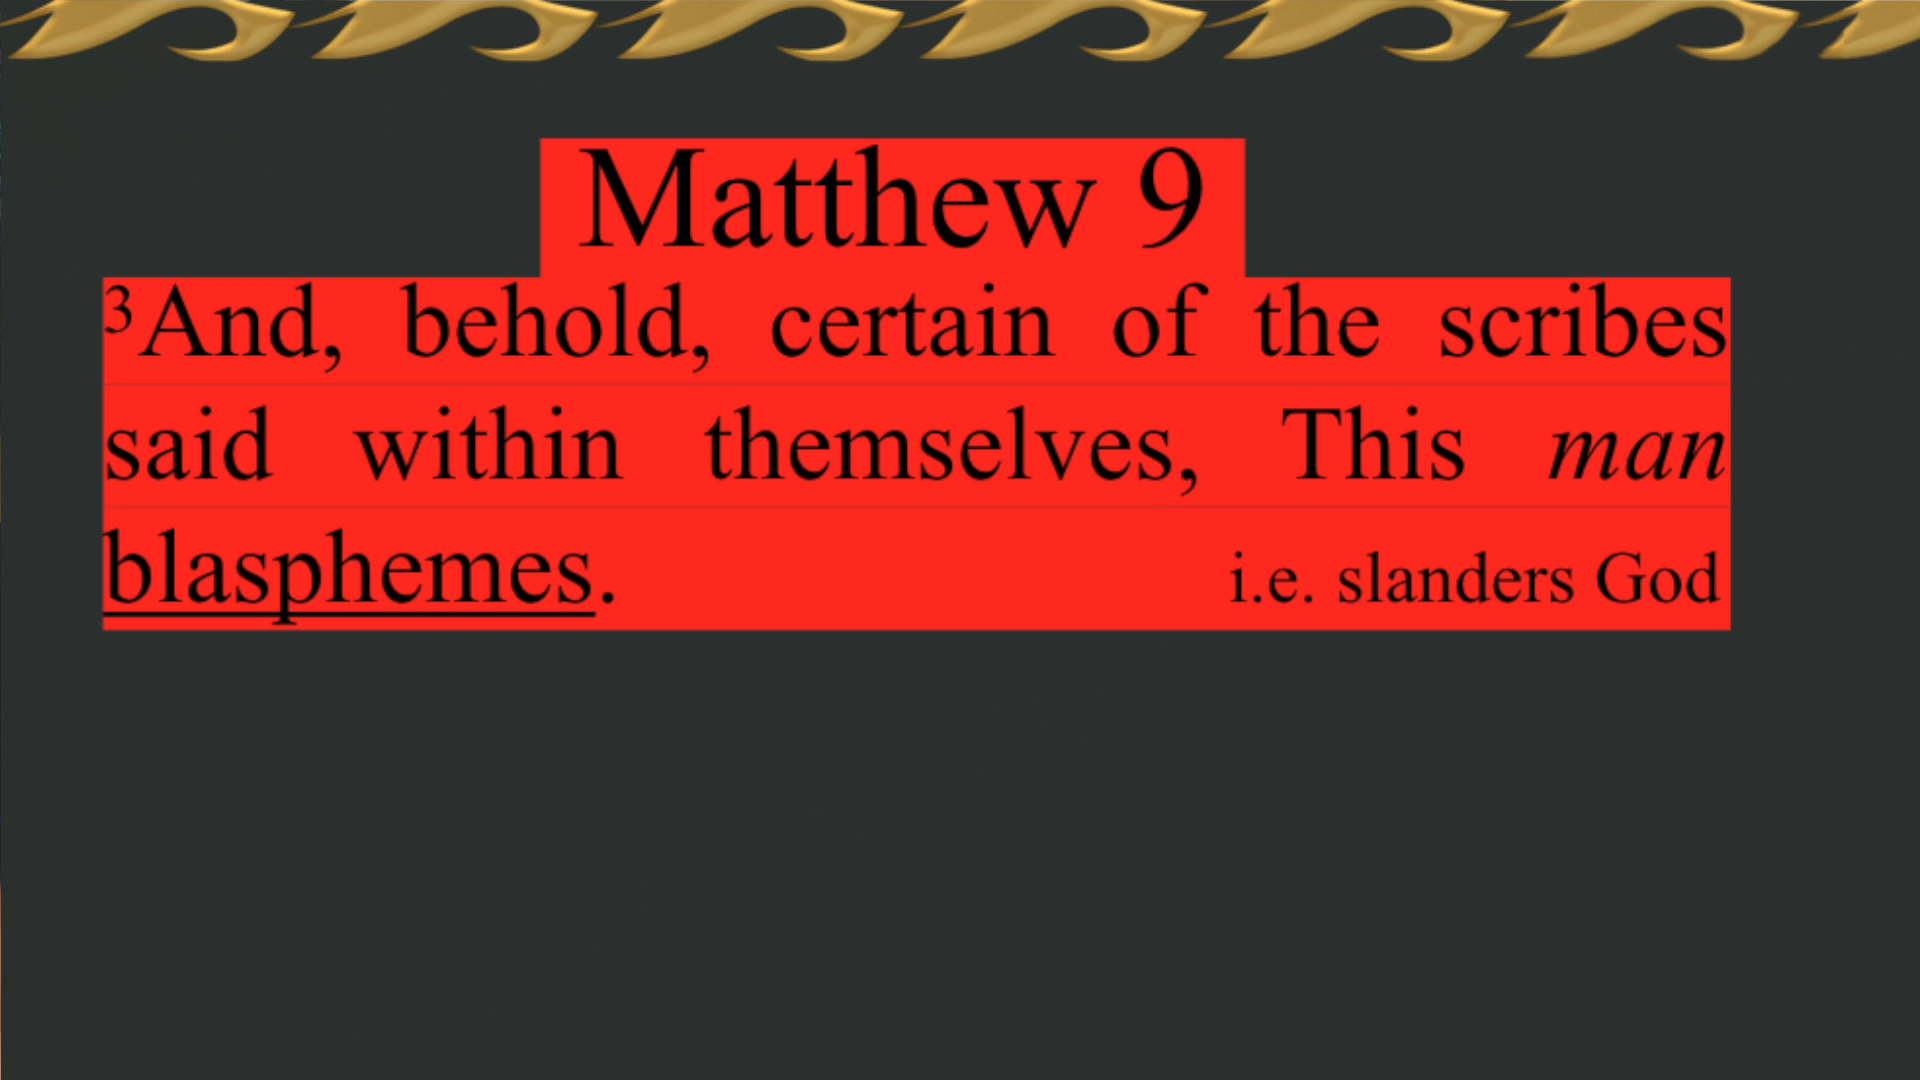 Matthew 9
³And, behold, certain of the scribes
said within themselves, This man
blasphemes. i.e. slanders God